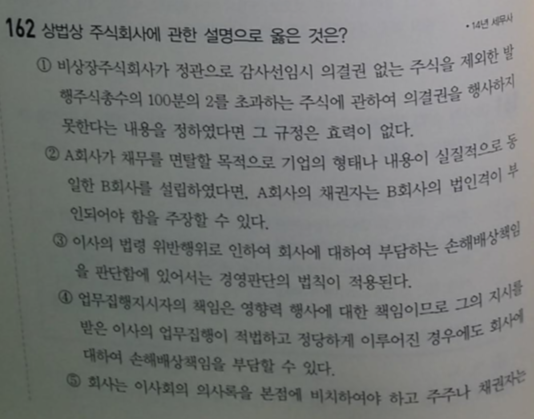 162 상법상 주식회사에 관한 설명으로 옳은 것은?
• 14년 세무사
① 비상장주식회사가 정관으로 감사선임시 의결권 없는 주식을 제외한 발
행주식총수의 100분의 2를 초과하는 주식에 관하여 의결권을 행사하지
못한다는 내용을 정하였다면 그 규정은 효력이 없다.
② A회사가 채무를 면탈할 목적으로 기업의 형태나 내용이 실질적으로 동
일한 B회사를 설립하였다면, A회사의 채권자는 B회사의 법인격이 부
인되어야 함을 주장할 수 있다.
③ 이사의 법령 위반행위로 인하여 회사에 대하여 부담하는 손해배상책임
을 판단함에 있어서는 경영판단의 법칙이 적용된다.
④ 업무집행지시자의 책임은 영향력 행사에 대한 책임이므로 그의 지시를
받은 이사의 업무집행이 적법하고 정당하게 이루어진 경우에도 회사에
대하여 손해배상책임을 부담할 수 있다.
⑤ 회사는 이사회의 의사록을 본점에 비치하여야 하고 주주나 채권자는